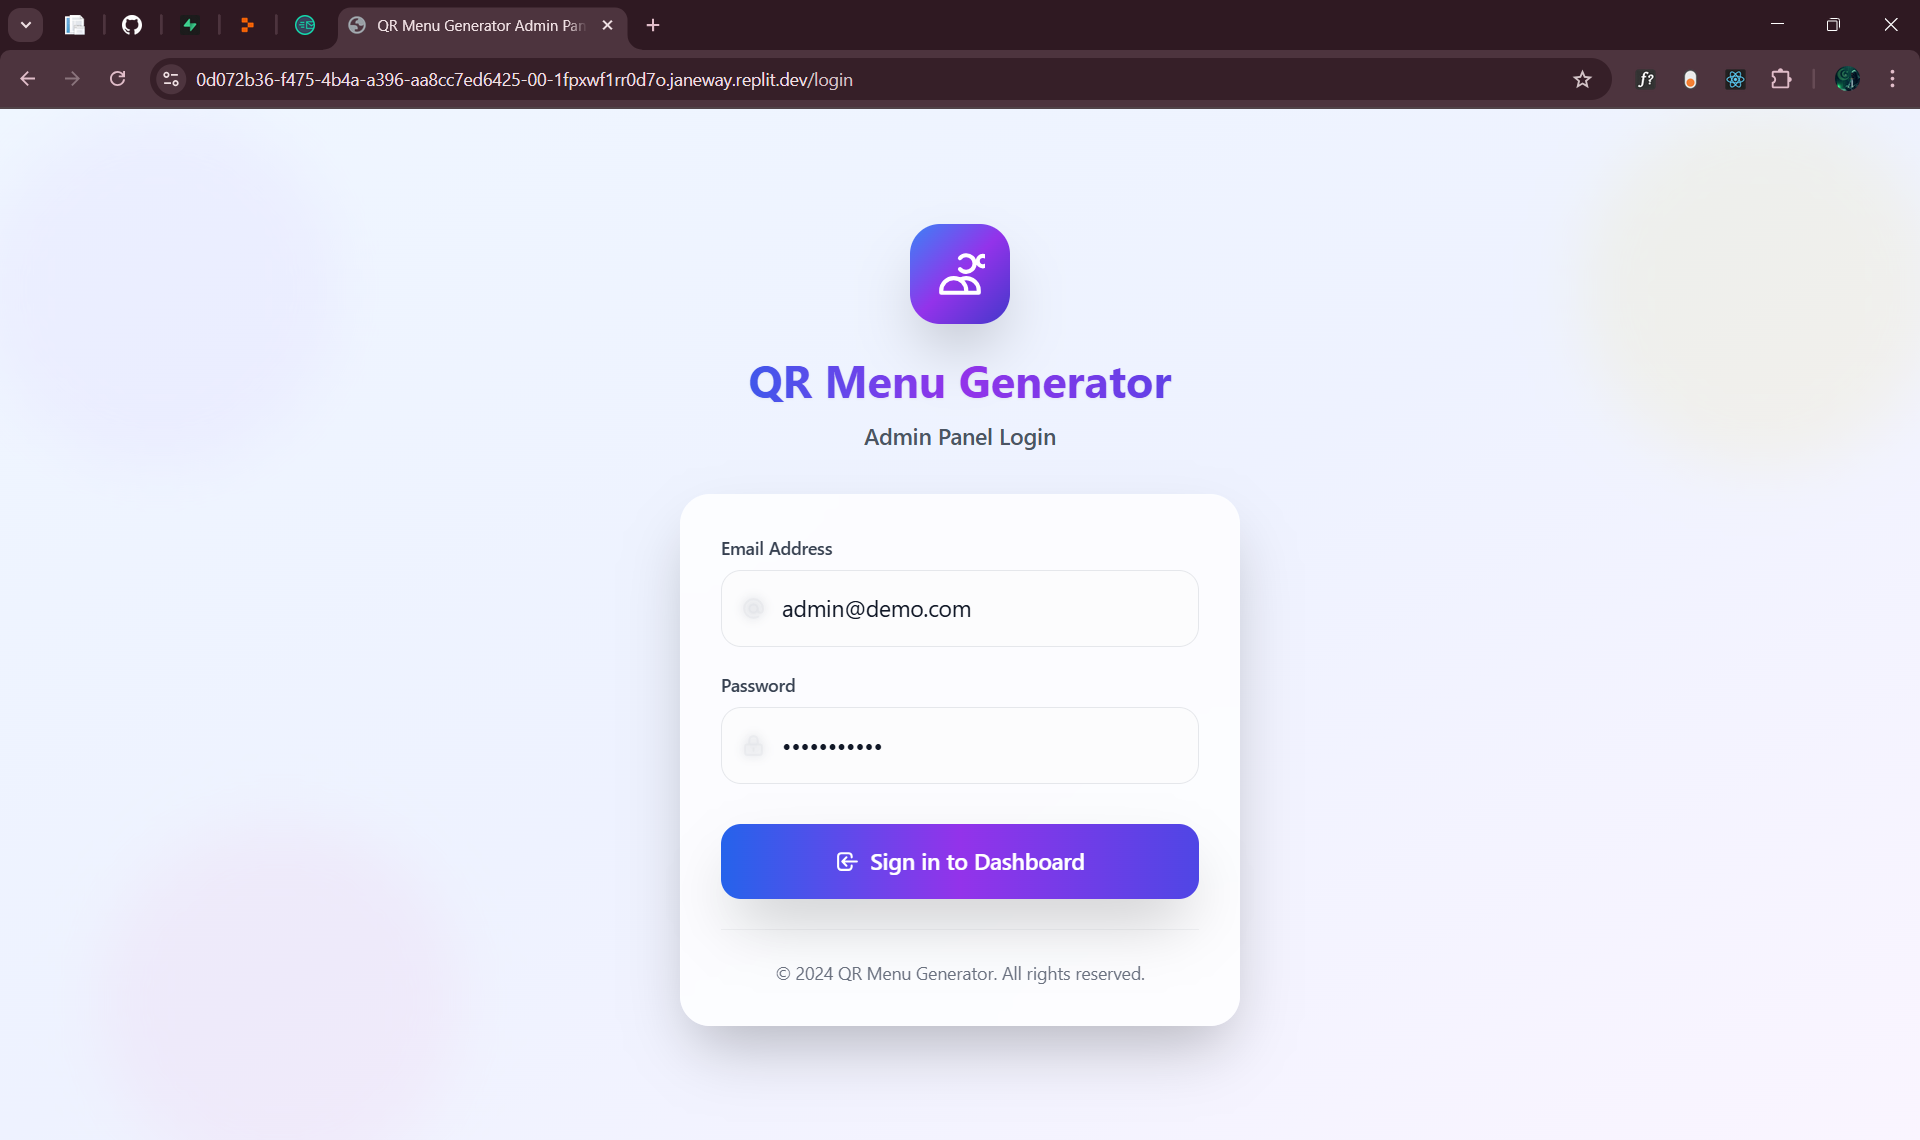 QR Menu Generator Admin Pan
0d072b36-f475-4b4a-a396-aa8cc7ed6425-00-1fpxwf1rr0d7o.janeway.replit.dev/login
f?
QR Menu Generator
Admin Panel Login
Email Address
admin@demo.com
Password
•••••••••••
Sign in to Dashboard
© 2024 QR Menu Generator. All rights reserved.